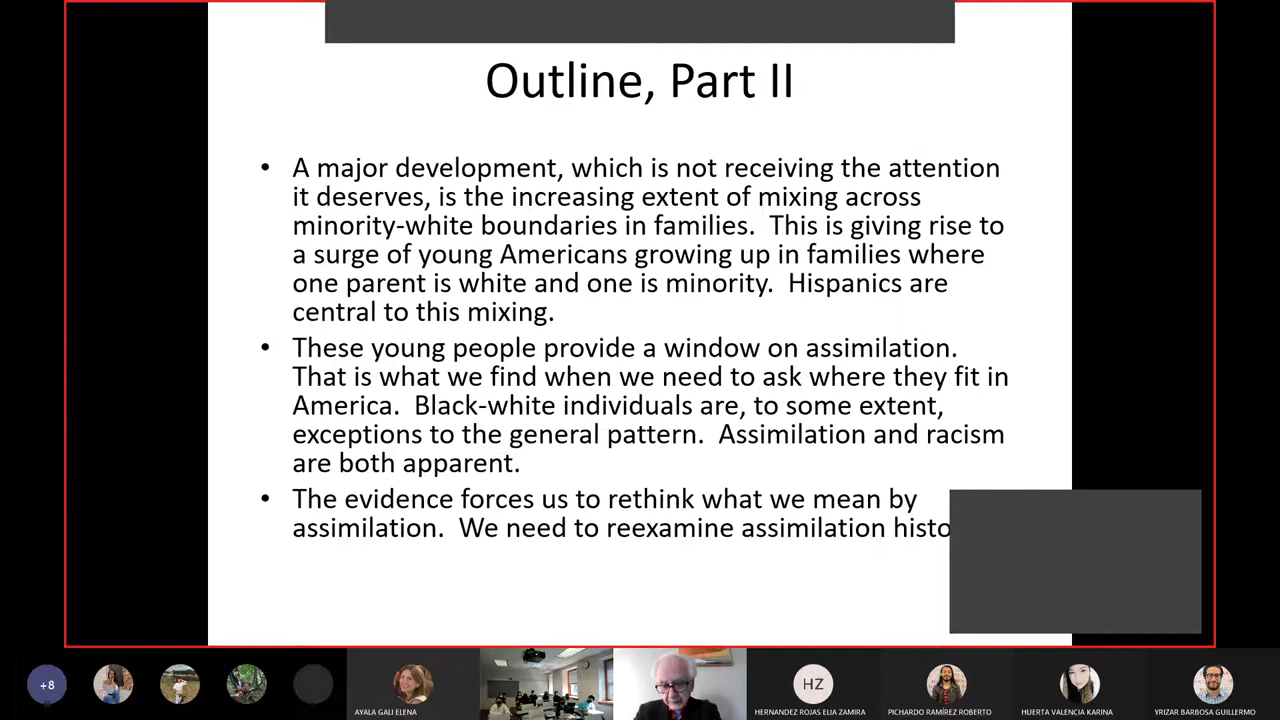 Outline, Part II
• A major development, which is not receiving the attention
it deserves, is the increasing extent of mixing across
minority-white boundaries in families. This is giving rise to
a surge of young Americans growing up in families where
one parent is white and one is minority. Hispanics are
central to this mixing.
• These young people provide a window on assimilation.
That is what we find when we need to ask where they fit in
America. Black-white individuals are, to some extent,
exceptions to the general pattern. Assimilation and racism
are both apparent.
• The evidence forces us to rethink what we mean by
assimilation. We need to reexamine assimilation histo
+8
HZ
AYALA GALI ELENA
HERNANDEZ ROJAS ELIA ZAMIRA
PICHARDO RAMÍREZ ROBERTO
HUERTA VALENCIA KARINA
YRIZAR BARBOSA GUILLERMO